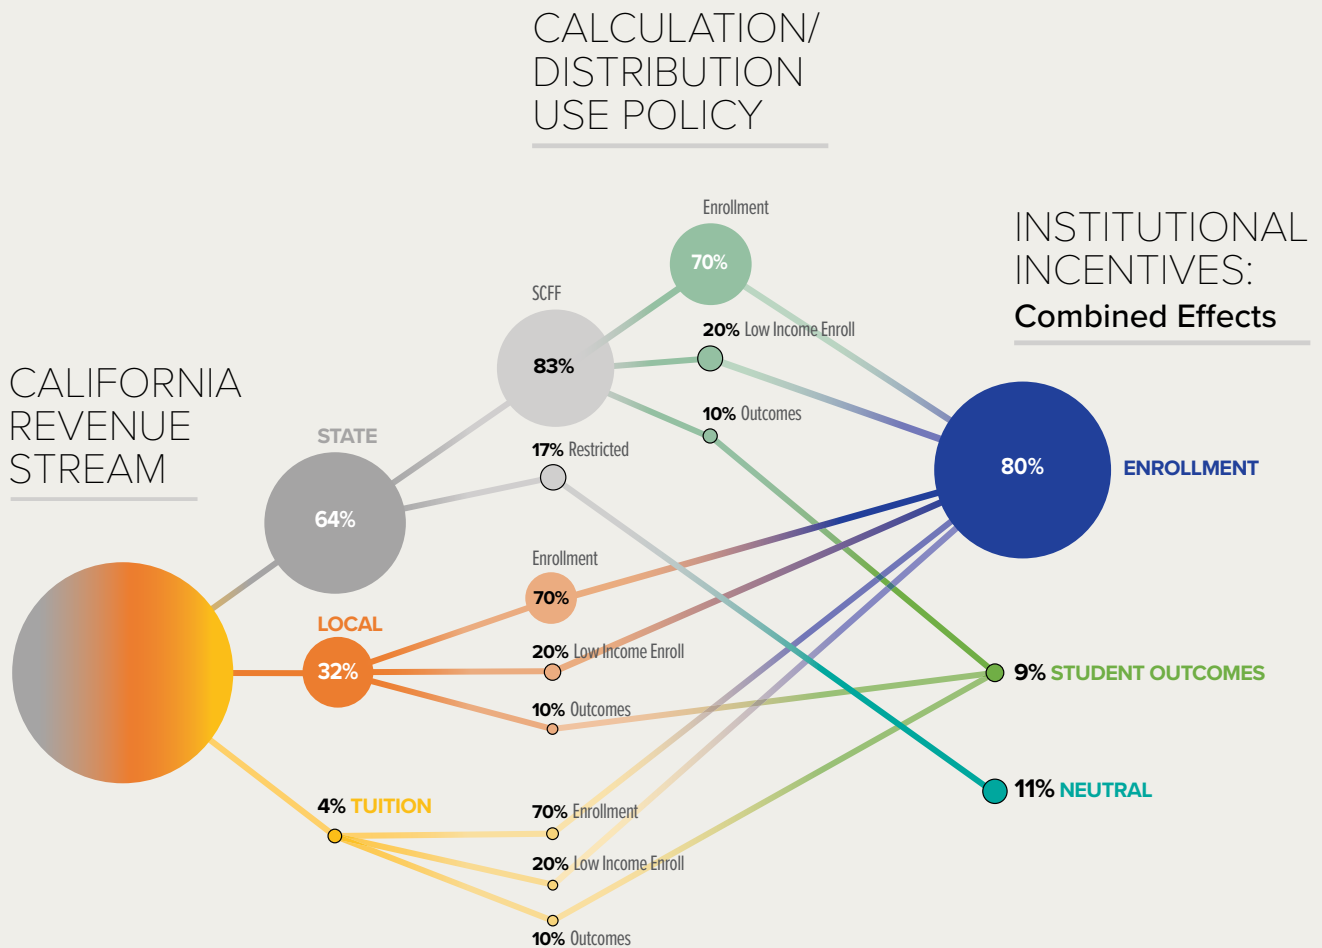 CALCULATION/
DISTRIBUTION
USE POLICY
INSTITUTIONAL
INCENTIVES:
Combined Effects
CALIFORNIA
REVENUE
STREAM
STATE
64%
LOCAL
32%
4% TUITION
SCFF
83%
17% Restricted
Enrollment
70%
20% Low Income Enroll
10% Outcomes
Enrollment
70%
20% Low Income Enroll
10% Outcomes
70% Enrollment
20% Low Income Enroll
10% Outcomes
80%
ENROLLMENT
9% STUDENT OUTCOMES
11% NEUTRAL